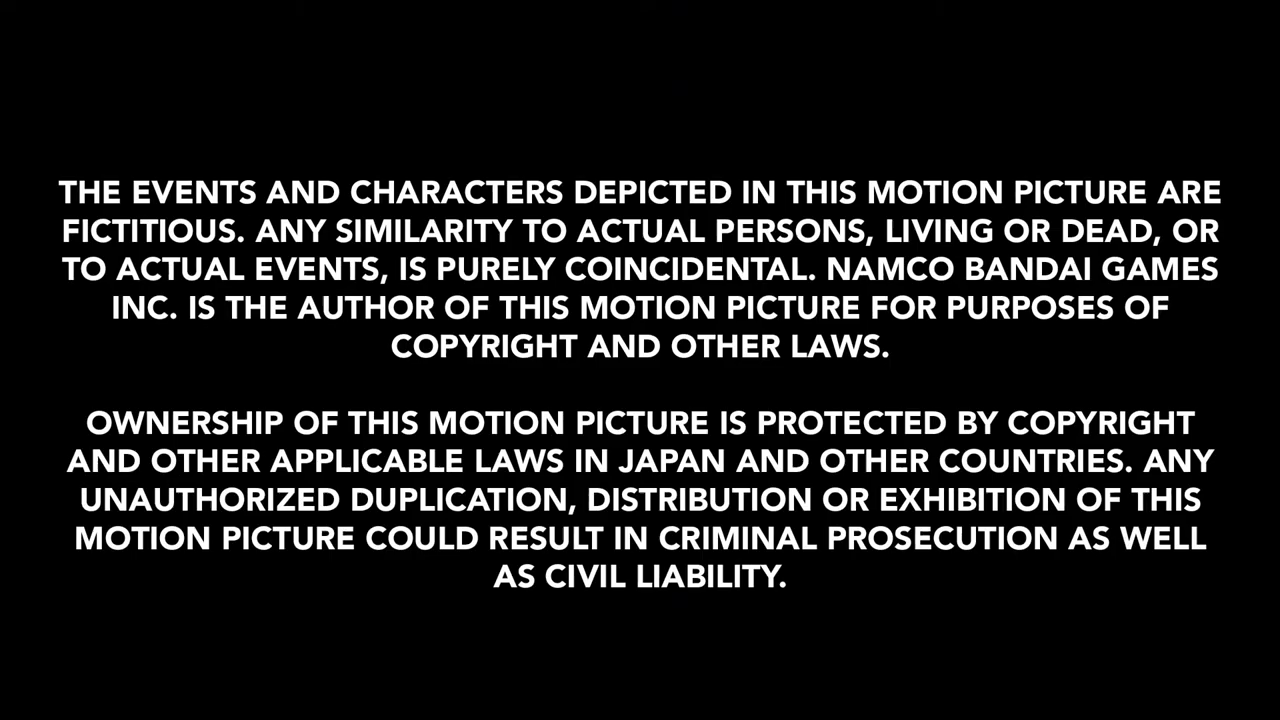 THE EVENTS AND CHARACTERS DEPICTED IN THIS MOTION PICTURE ARE
FICTITIOUS. ANY SIMILARITY TO ACTUAL PERSONS, LIVING OR DEAD, OR
TO ACTUAL EVENTS, IS PURELY COINCIDENTAL. NAMCO BANDAI GAMES
INC. IS THE AUTHOR OF THIS MOTION PICTURE FOR PURPOSES OF
COPYRIGHT AND OTHER LAWS.
OWNERSHIP OF THIS MOTION PICTURE IS PROTECTED BY COPYRIGHT
AND OTHER APPLICABLE LAWS IN JAPAN AND OTHER COUNTRIES. ANY
UNAUTHORIZED DUPLICATION, DISTRIBUTION OR EXHIBITION OF THIS
MOTION PICTURE COULD RESULT IN CRIMINAL PROSECUTION AS WELL
AS CIVIL LIABILITY.